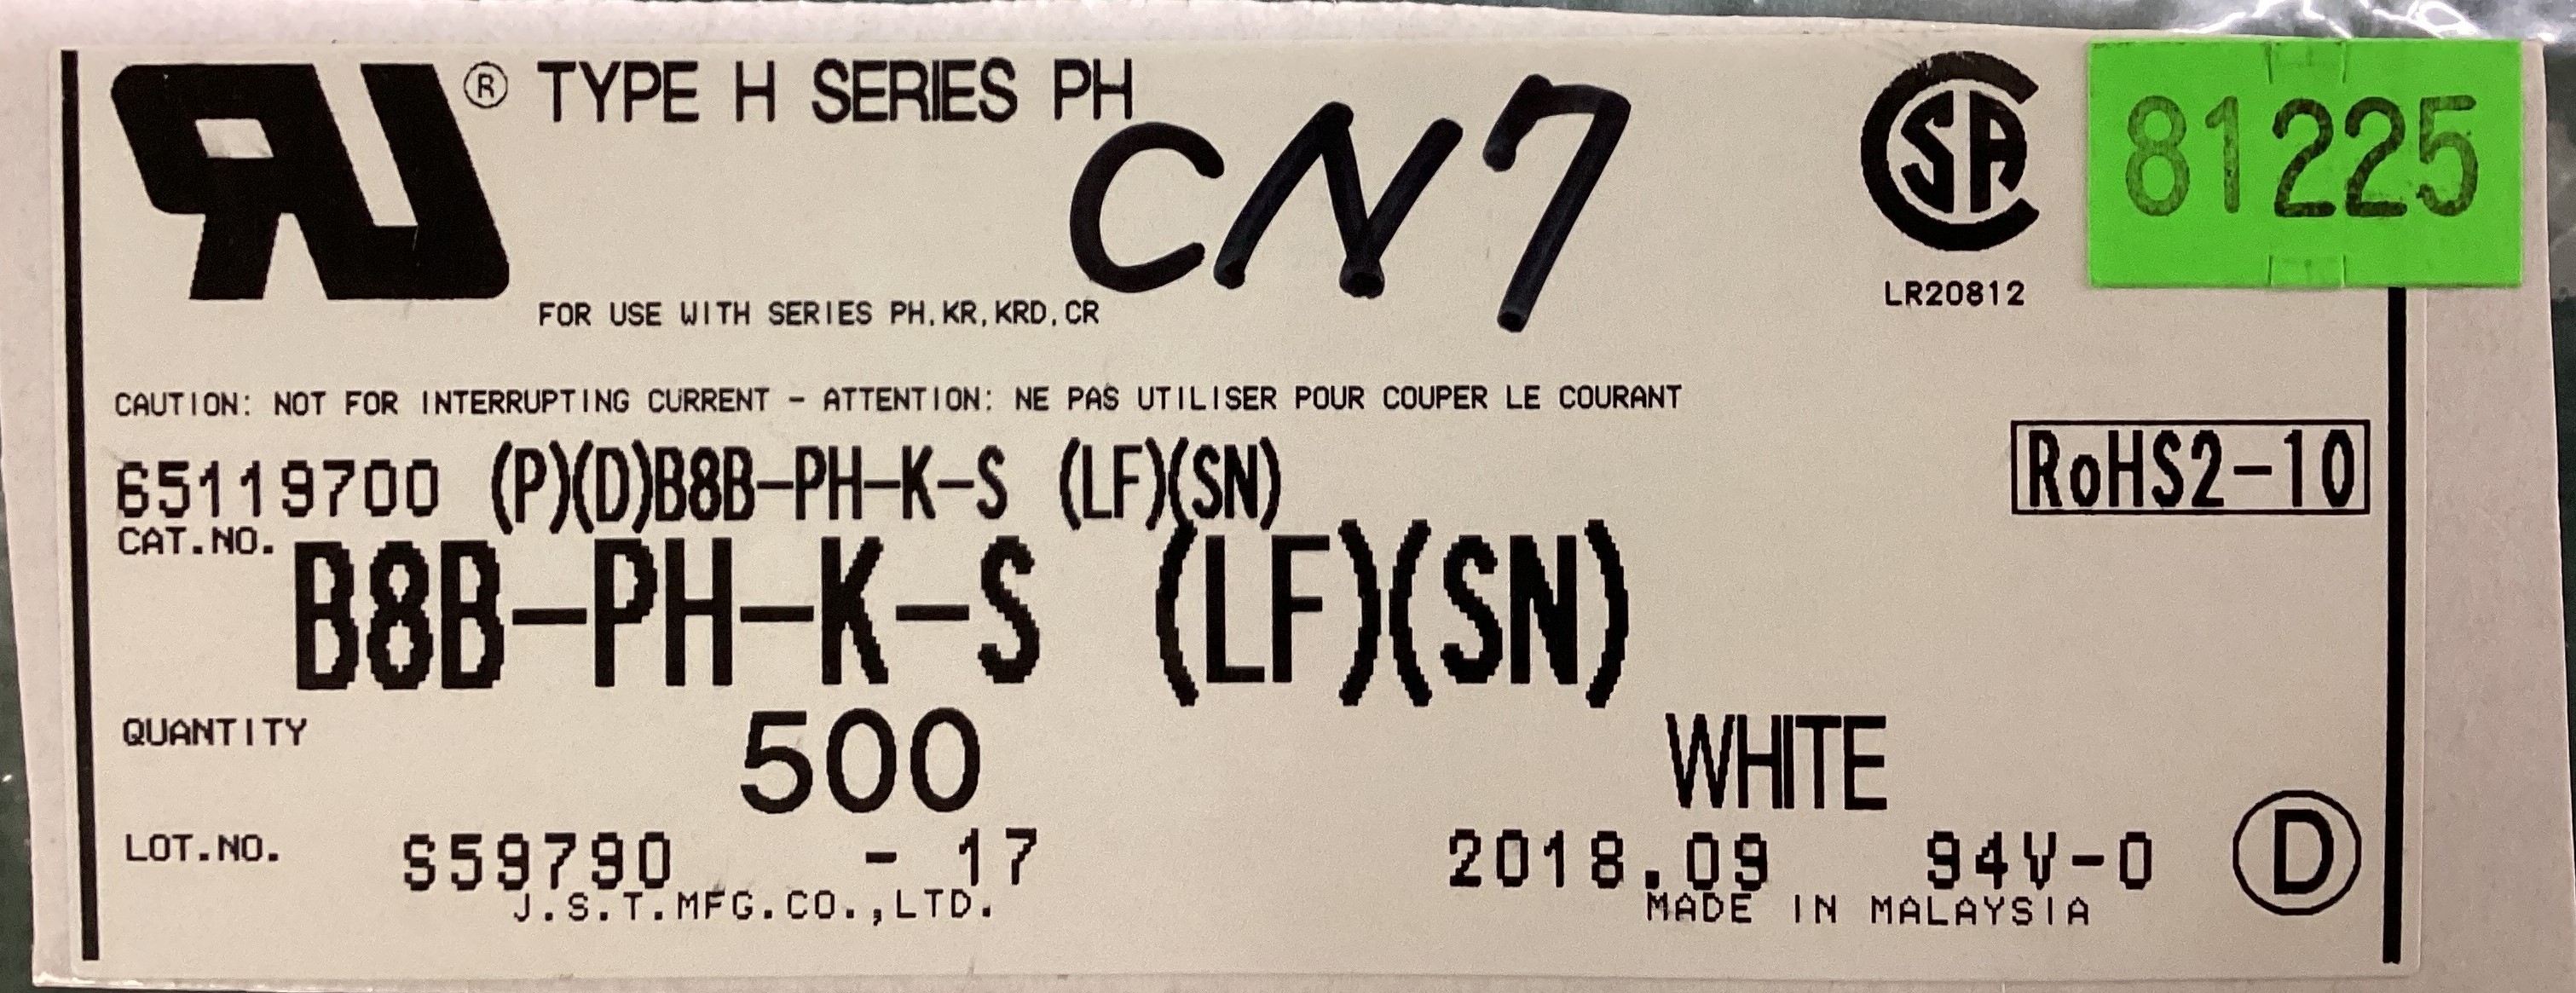 RU® TYPE H SERIES PH
CN7
CSA
81225
LR20812
FOR USE WITH SERIES PH,KR,KRD,CR
CAUTION: NOT FOR INTERRUPTING CURRENT - ATTENTION: NE PAS UTILISER POUR COUPER LE COURANT
65119700 (P)(D)B8B-PH-K-S (LF)(SN)
RoHS2-10
CAT.NO.
B8B-PH-K-S (LF)(SN)
QUANTITY 500 WHITE
LOT.NO. S59790 - 17 2018.09 94V-0 D
J.S.T.MFG.CO.,LTD. MADE IN MALAYSIA